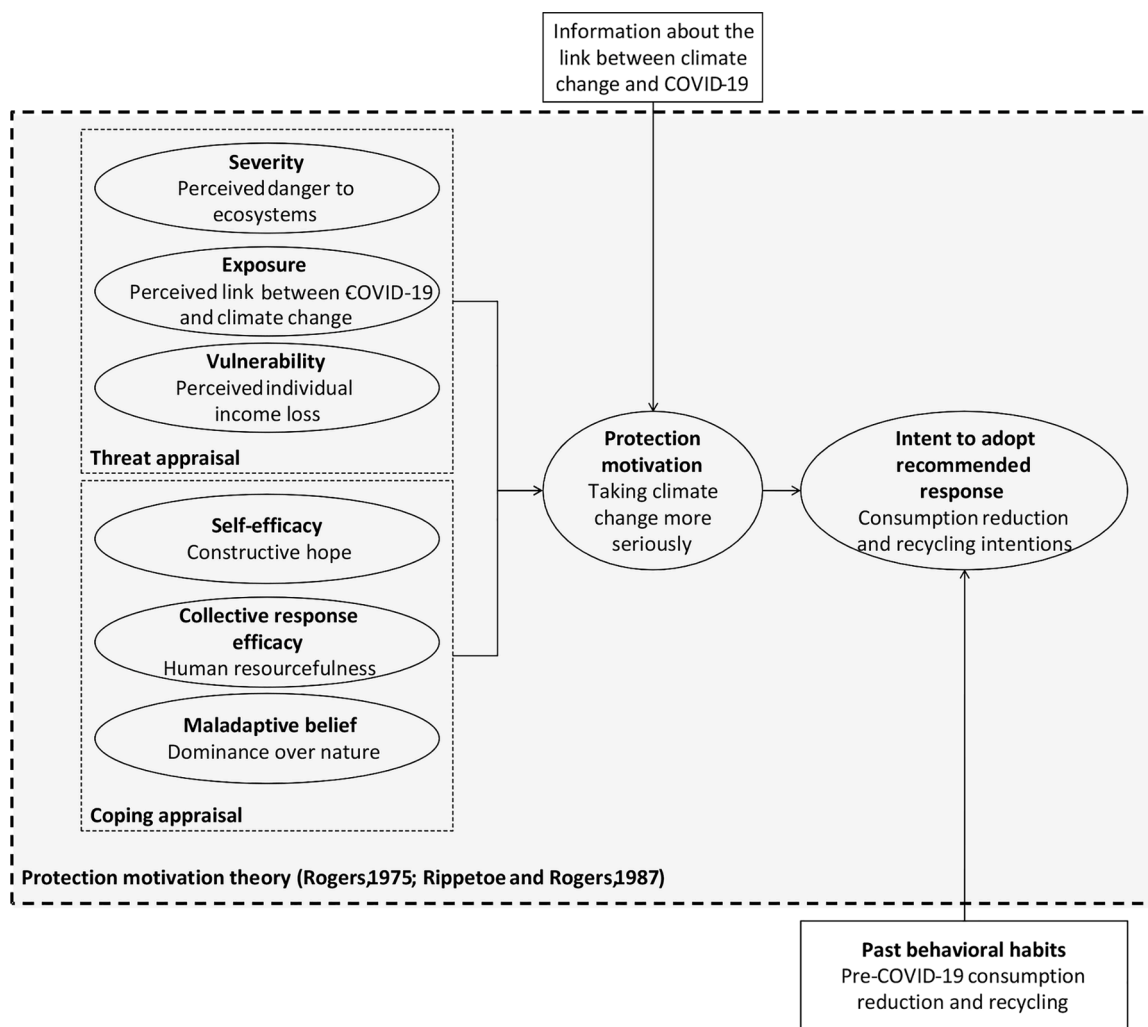 Information about the
link between climate
change and COVID-19
Severity
Perceived danger to
ecosystems
Exposure
Perceived link between COVID-19
and climate change
Vulnerability
Perceived individual
income loss
Threat appraisal
Self-efficacy
Constructive hope
Collective response
efficacy
Human resourcefulness
Maladaptive belief
Dominance over nature
Coping appraisal
Protection
motivation
Taking climate
change more
seriously
Intent to adopt
recommended
response
Consumption reduction
and recycling intentions
Protection motivation theory (Rogers,1975; Rippetoe and Rogers,1987)
Past behavioral habits
Pre-COVID-19 consumption
reduction and recycling